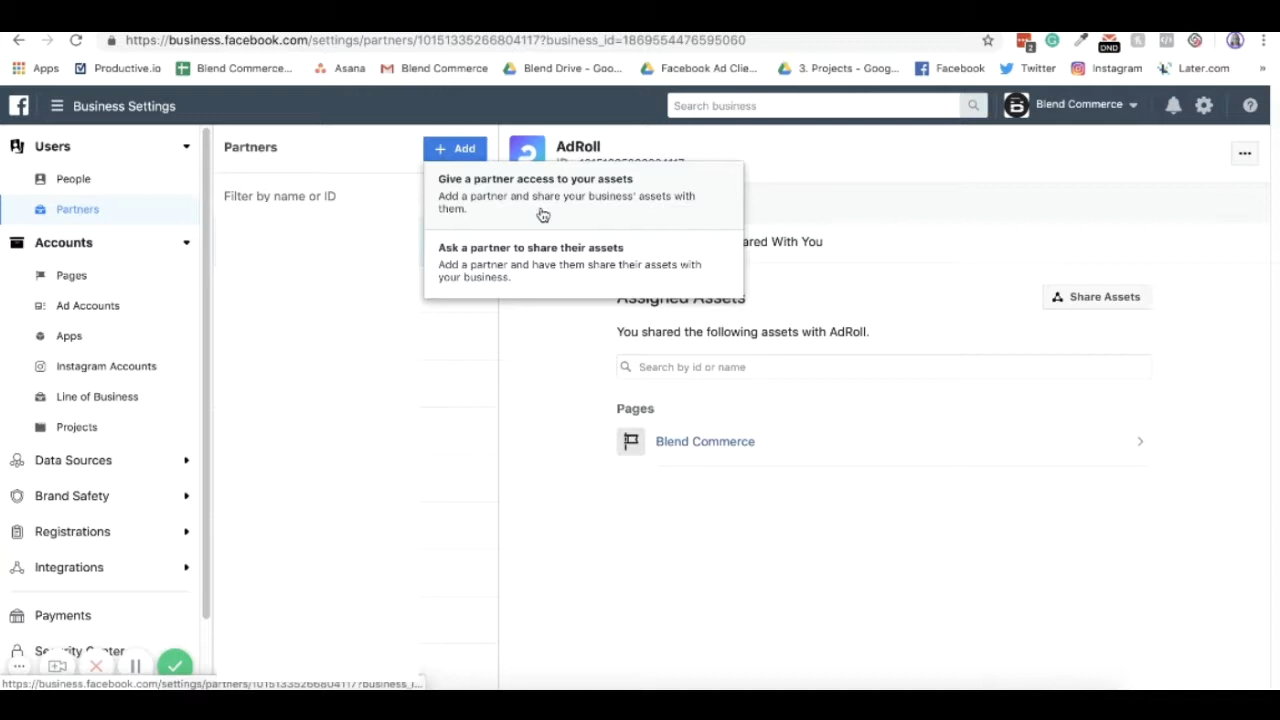 https://business.facebook.com/settings/partners/10151335266804117?business_id=1869554476595060
2
DND
Apps
Productive.io
Blend Commerce...
Asana
Blend Commerce
Blend Drive - Goo...
Facebook Ad Clie...
3. Projects - Goog...
Facebook
Twitter
Instagram
Later.com
»
Business Settings
Search business
Blend Commerce
Users
People
Partners
Accounts
Pages
Ad Accounts
Apps
Instagram Accounts
Line of Business
Projects
Data Sources
Brand Safety
Registrations
Integrations
Payments
Security Center
Partners
+ Add
Filter by name or ID
Give a partner access to your assets
Add a partner and share your business' assets with
them.
Ask a partner to share their assets
Add a partner and have them share their assets with
your business.
AdRoll
ared With You
Assigned Assets
Share Assets
You shared the following assets with AdRoll.
Search by id or name
Pages
Blend Commerce
https://business.facebook.com/settings/partners/10151335266804117?business_i...